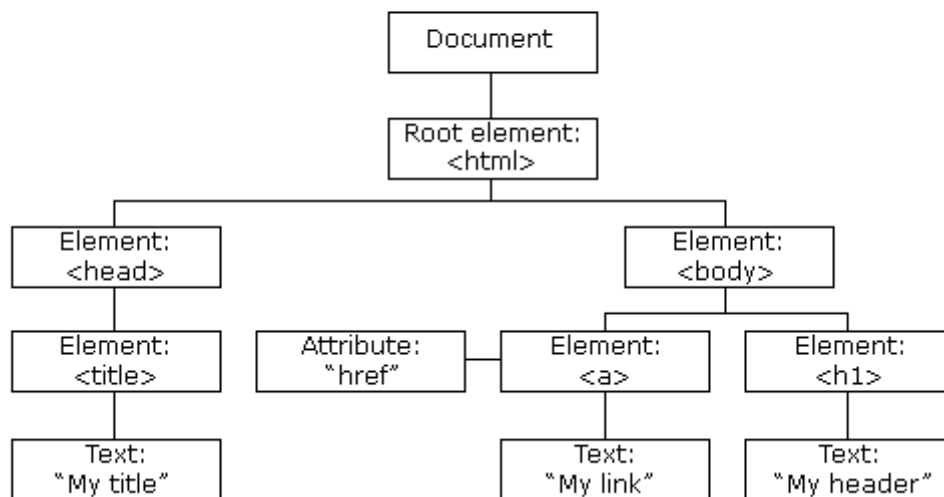 Document
Root element:
<html>
Element:
<head>
Element:
<body>
Element:
<title>
Attribute:
“href”
Element:
<a>
Element:
<h1>
Text:
“My title”
Text:
“My link”
Text:
“My header”